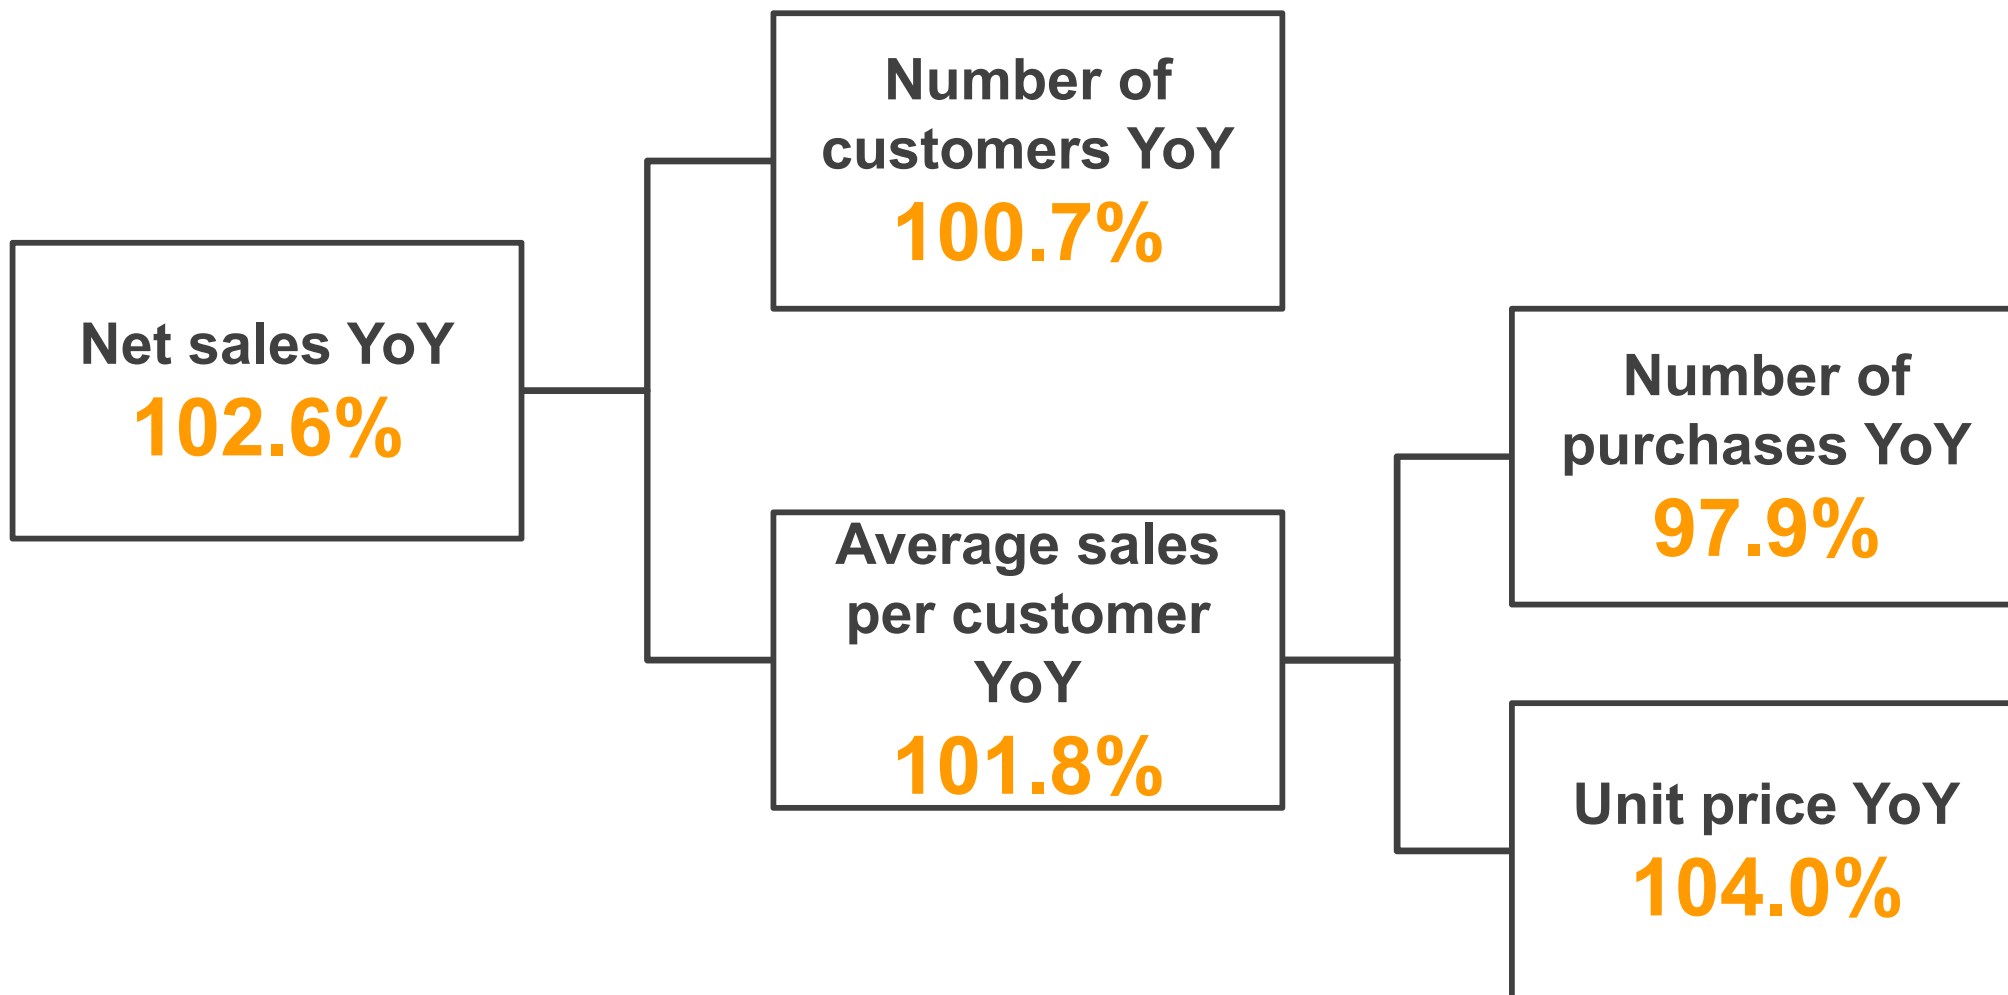 Number of
customers YoY
100.7%
Net sales YoY
102.6%
Number of
purchases YoY
97.9%
Average sales
per customer
YoY
101.8%
Unit price YoY
104.0%